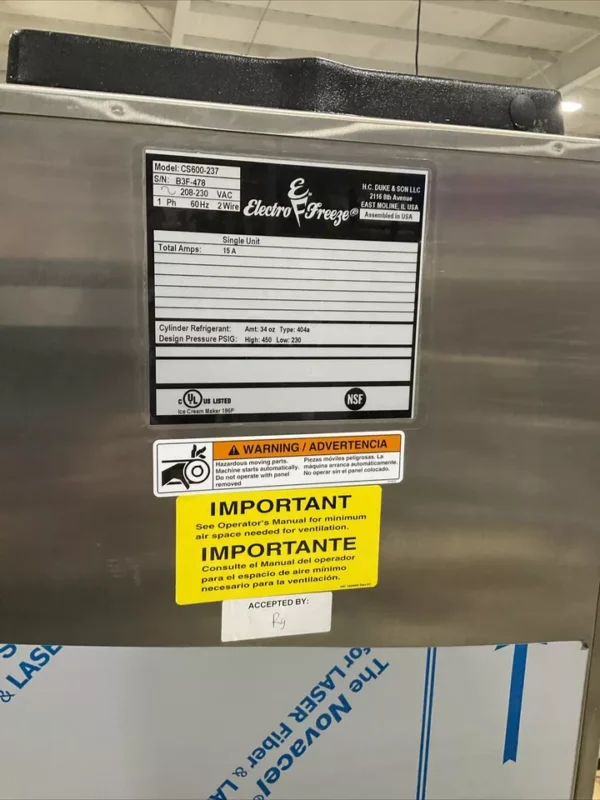 Model: CS600-237
S/N: B3F-478
208-230 VAC
1 Ph 60Hz 2 Wire
Electro Freeze®
H.C. DUKE & SON LLC
2116 8th Avenue
EAST MOLINE, IL USA
Assembled in USA
Single Unit
Total Amps: 15 A
Cylinder Refrigerant: Amt: 34 oz Type: 404a
Design Pressure PSIG: High: 450 Low: 230
C UL US LISTED
Ice Cream Maker 186P
NSF
WARNING / ADVERTENCIA
Hazardous moving parts.
Machine starts automatically.
Do not operate with panel
removed
Piezas móviles peligrosas. La
máquina arranca automáticamente.
No operar sin el panel colocado.
IMPORTANT
See Operator's Manual for minimum
air space needed for ventilation.
IMPORTANTE
Consulte el Manual del operador
para el espacio de aire mínimo
necesario para la ventilación.
ACCEPTED BY:
& LASE
The Novacel
for LASER Fiber & L